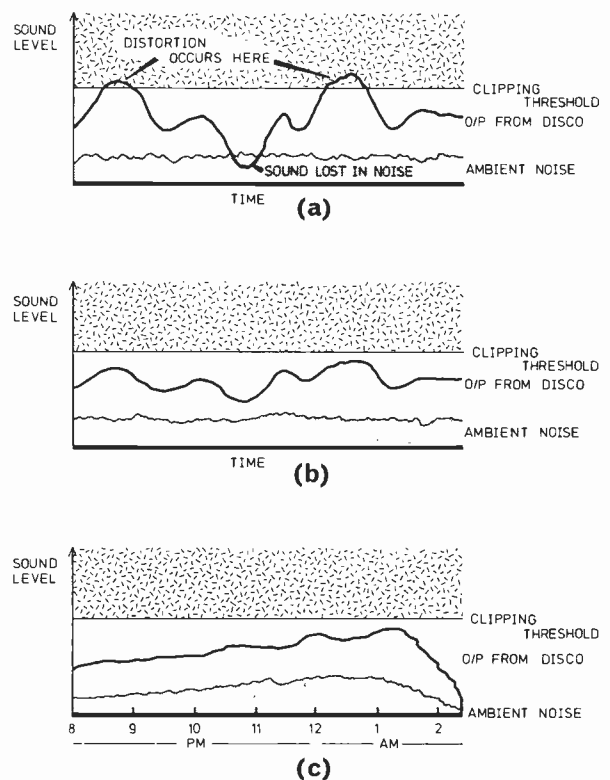 SOUND
LEVEL
DISTORTION
OCCURS HERE
CLIPPING
THRESHOLD
O/P FROM DISCO
SOUND LOST IN NOISE
AMBIENT NOISE
TIME
(a)
SOUND
LEVEL
CLIPPING
THRESHOLD
O/P FROM DISCO
AMBIENT NOISE
TIME
(b)
SOUND
LEVEL
CLIPPING
THRESHOLD
O/P FROM DISCO
AMBIENT NOISE
8 9 10 11 12 1 2
PM AM
(c)